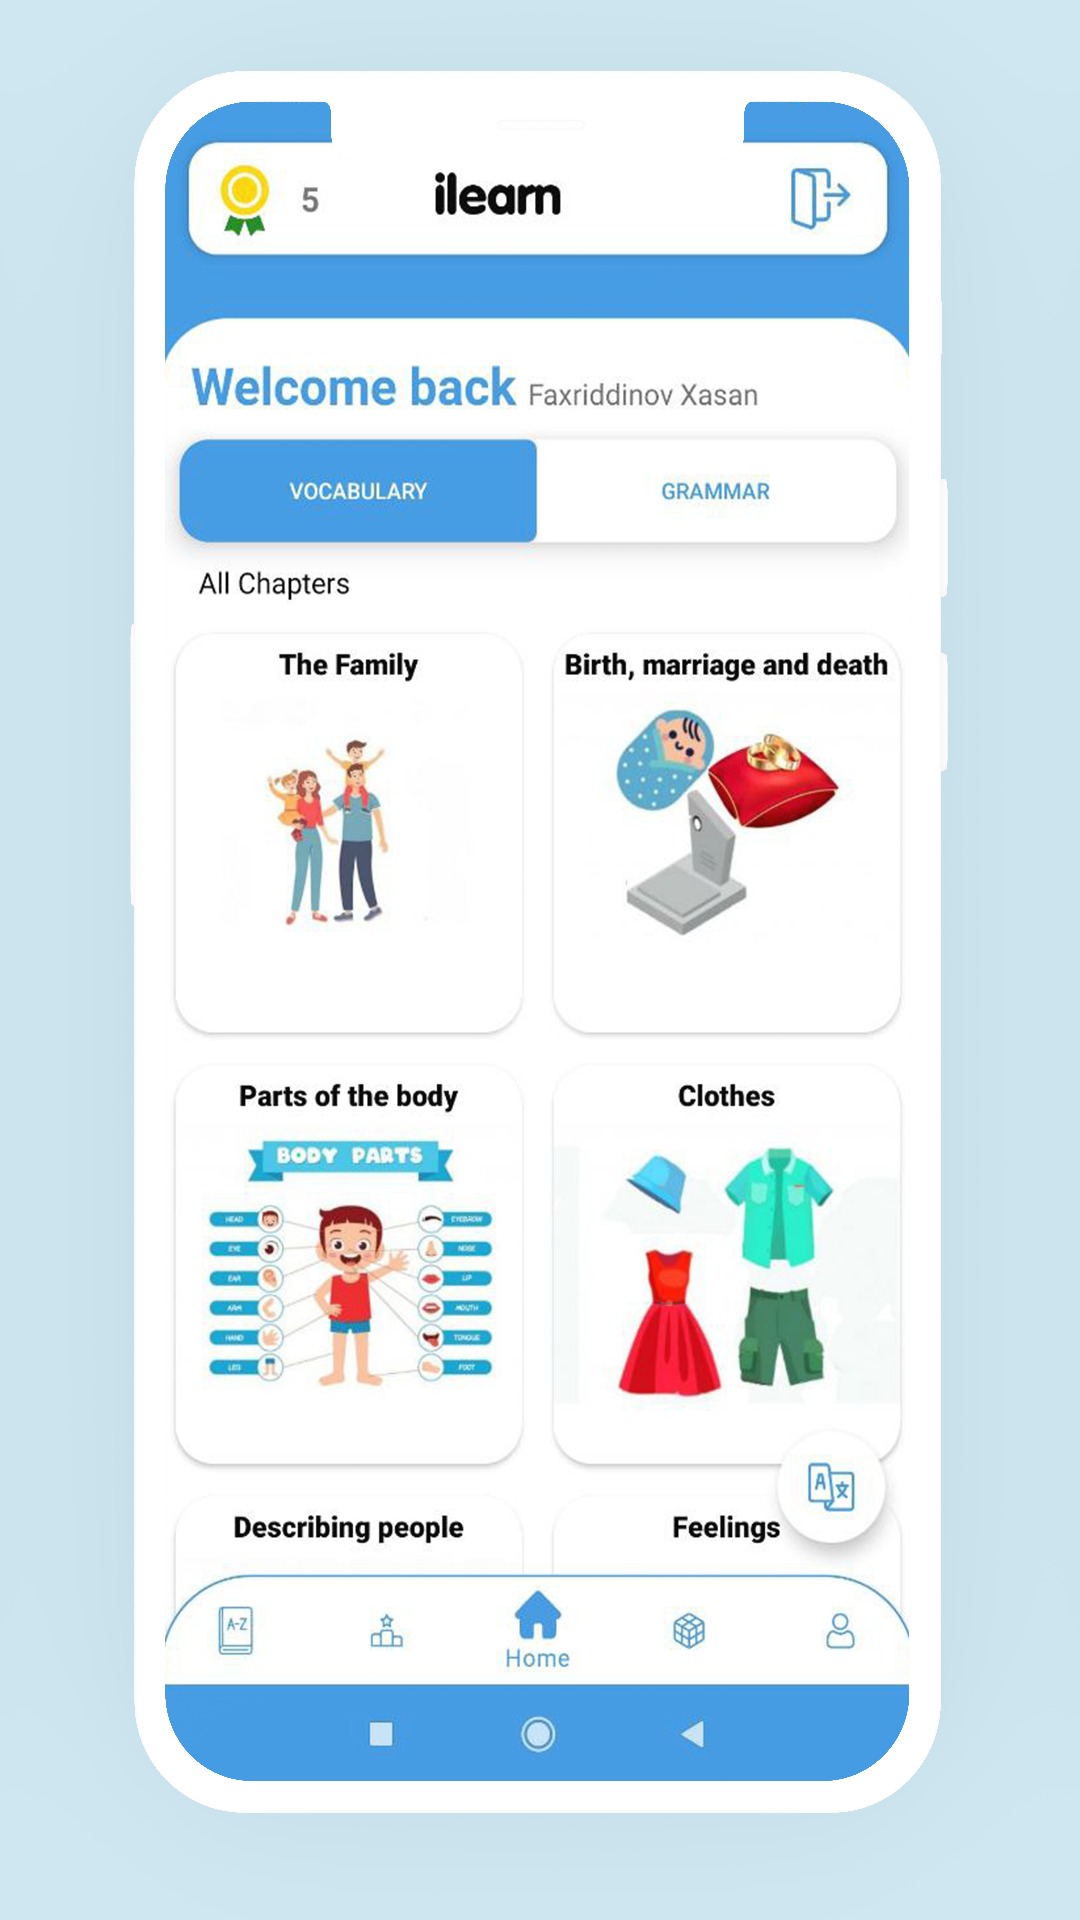 5
ilearn
Welcome back Faxriddinov Xasan
VOCABULARY
GRAMMAR
All Chapters
The Family
Birth, marriage and death
Parts of the body
Clothes
BODY PARTS
HEAD
EYEBROW
EYE
NOSE
EAR
LIP
ARM
MOUTH
HAND
TONGUE
LEG
FOOT
A 文
Describing people
Feelings
A-Z
Home